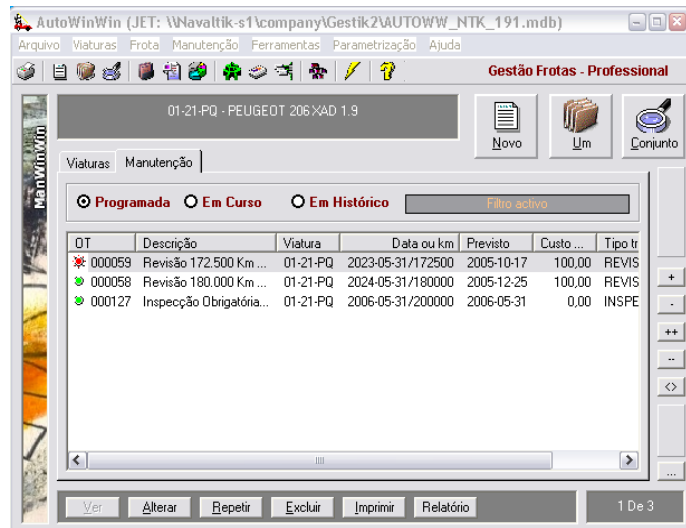 AutoWinWin (JET: \\Navaltik-s1\company\Gestik2\AUTOWW_NTK_191.mdb)
Arquivo Viaturas Frota Manutenção Ferramentas Parametrização Ajuda
Gestão Frotas - Professional
01-21-PQ - PEUGEOT 206 XAD 1.9
Novo Um Conjunto
ManWinWin
Viaturas Manutenção
Programada Em Curso Em Histórico Filtro activo
OT Descrição Viatura Data ou km Previsto Custo ... Tipo tr
000059 Revisão 172.500 Km ... 01-21-PQ 2023-05-31/172500 2005-10-17 100,00 REVIS
000058 Revisão 180.000 Km ... 01-21-PQ 2024-05-31/180000 2005-12-25 100,00 REVIS
000127 Inspecção Obrigatória... 01-21-PQ 2006-05-31/200000 2006-05-31 0,00 INSPE
+
-
++
--
<>
...
Ver Alterar Repetir Excluir Imprimir Relatório 1 De 3